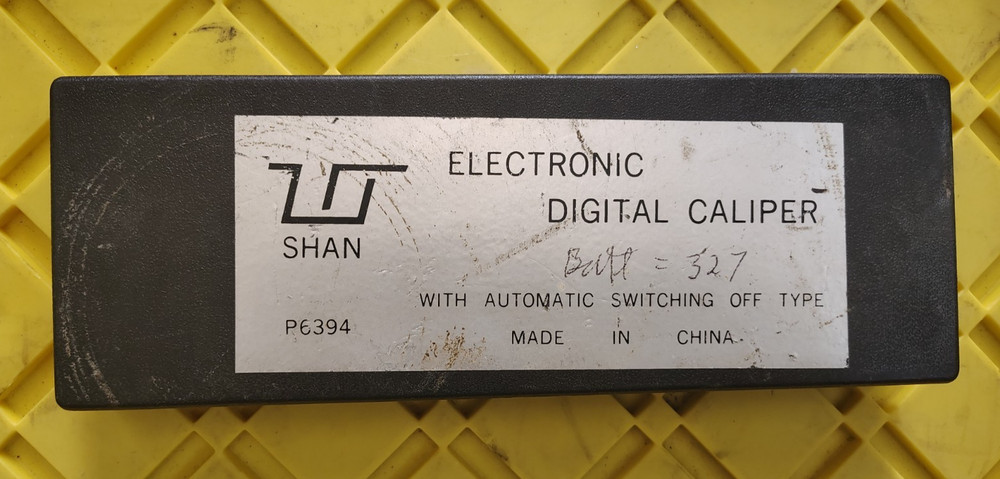 ELECTRONIC
DIGITAL CALIPER
SHAN
Batt = 327
WITH AUTOMATIC SWITCHING OFF TYPE
P6394
MADE IN CHINA